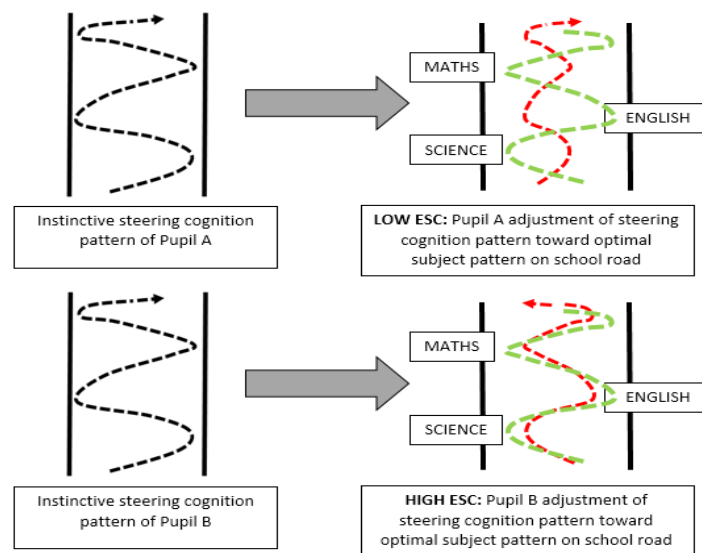 MATHS
ENGLISH
SCIENCE
Instinctive steering cognition
pattern of Pupil A
LOW ESC: Pupil A adjustment of steering
cognition pattern toward optimal
subject pattern on school road
MATHS
ENGLISH
SCIENCE
Instinctive steering cognition
pattern of Pupil B
HIGH ESC: Pupil B adjustment of
steering cognition pattern toward
optimal subject pattern on school road